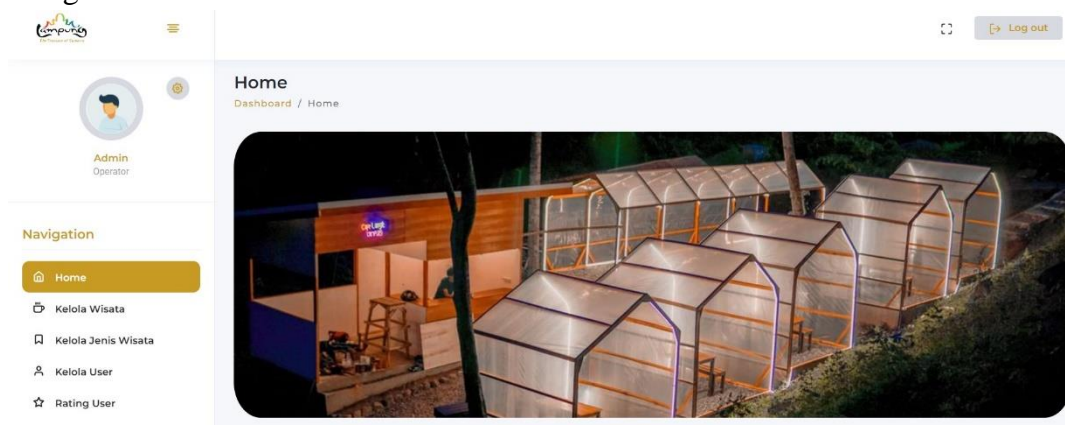 Lampung
Log out
Home
Dashboard / Home
Admin
Operator
Navigation
Home
Kelola Wisata
Kelola Jenis Wisata
Kelola User
Rating User